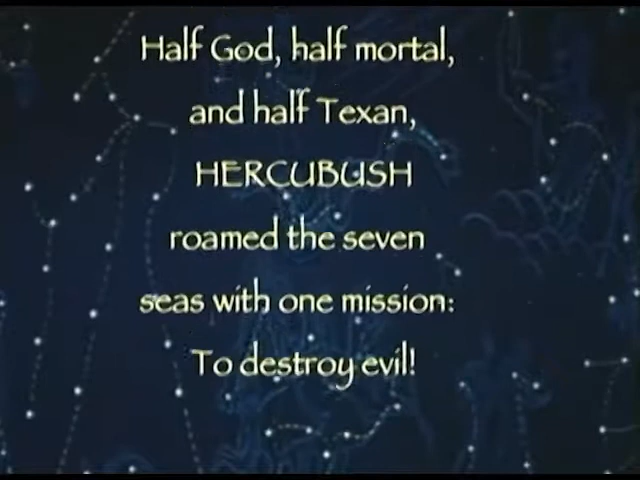 Half God, half mortal,
and half Texan,
HERCUBUSH
roamed the seven
seas with one mission:
To destroy evil!